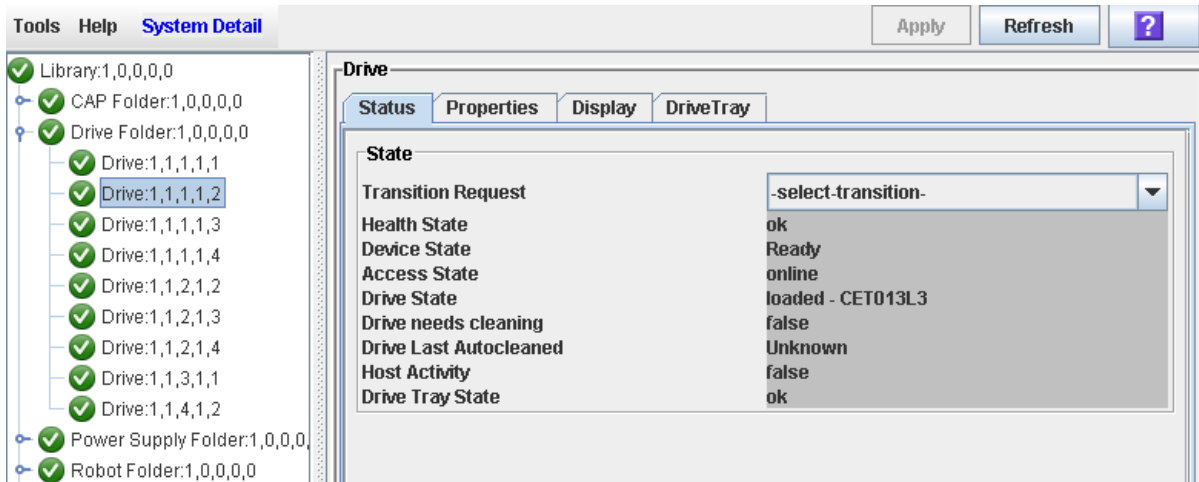 Tools Help System Detail Apply Refresh ?
Library:1,0,0,0,0
CAP Folder:1,0,0,0,0
Drive Folder:1,0,0,0,0
Drive:1,1,1,1,1
Drive:1,1,1,1,2
Drive:1,1,1,1,3
Drive:1,1,1,1,4
Drive:1,1,2,1,2
Drive:1,1,2,1,3
Drive:1,1,2,1,4
Drive:1,1,3,1,1
Drive:1,1,4,1,2
Power Supply Folder:1,0,0,0,
Robot Folder:1,0,0,0,0
Drive
Status Properties Display DriveTray
State
Transition Request -select-transition-
Health State ok
Device State Ready
Access State online
Drive State loaded - CET013L3
Drive needs cleaning false
Drive Last Autocleaned Unknown
Host Activity false
Drive Tray State ok